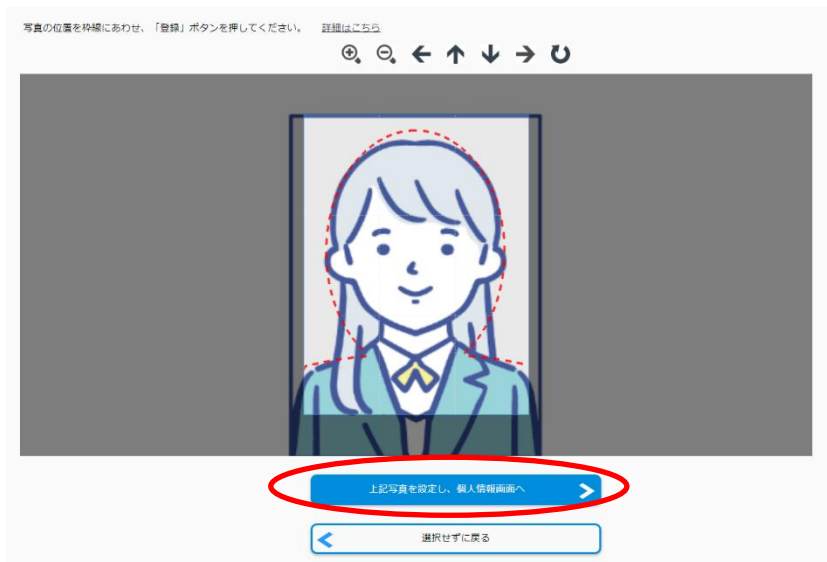 写真の位置を枠線にあわせ、「登録」ボタンを押してください。 詳細はこちら
上記写真を設定し、個人情報画面へ
選択せずに戻る